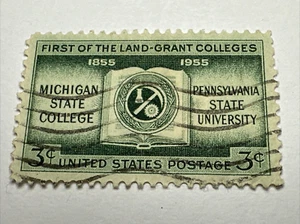 FIRST OF THE LAND-GRANT COLLEGES
1855 1955
MICHIGAN
STATE
COLLEGE
PENNSYLVANIA
STATE
UNIVERSITY
3¢ UNITED STATES POSTAGE 3¢